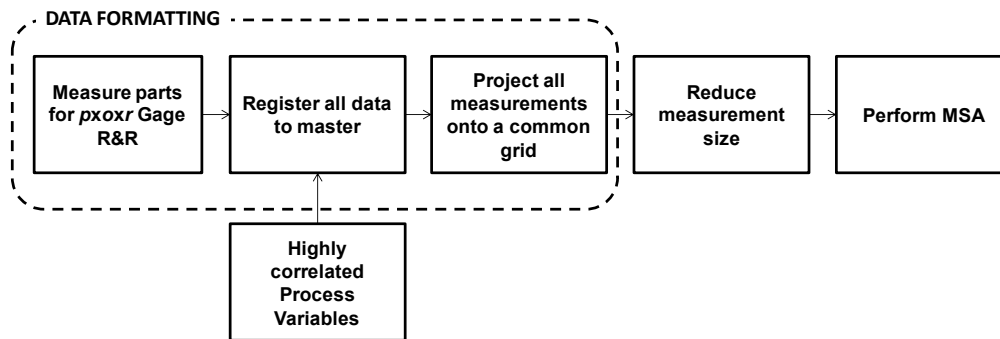 DATA FORMATTING
Measure parts
for pxoxr Gage
R&R
Register all data
to master
Project all
measurements
onto a common
grid
Reduce
measurement
size
Perform MSA
Highly
correlated
Process
Variables